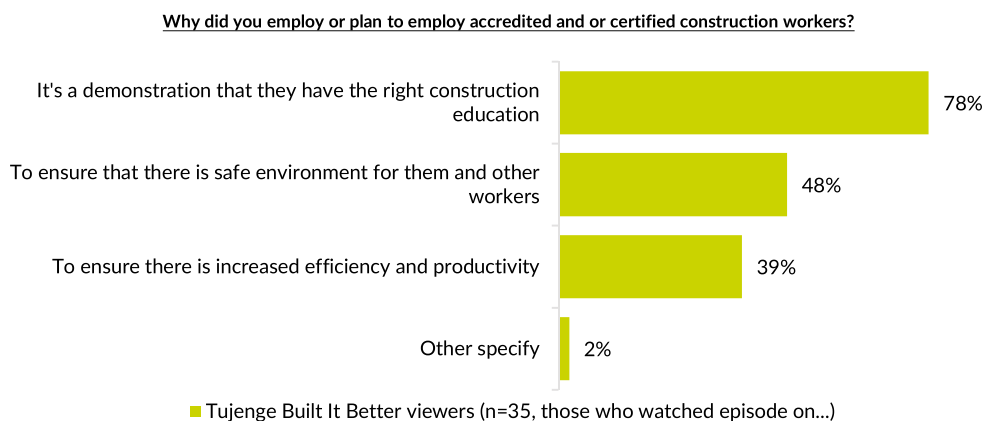 Why did you employ or plan to employ accredited and or certified construction workers?
It's a demonstration that they have the right construction
education
78%
To ensure that there is safe environment for them and other
workers
48%
To ensure there is increased efficiency and productivity
39%
Other specify
2%
Tujenge Built It Better viewers (n=35, those who watched episode on...)